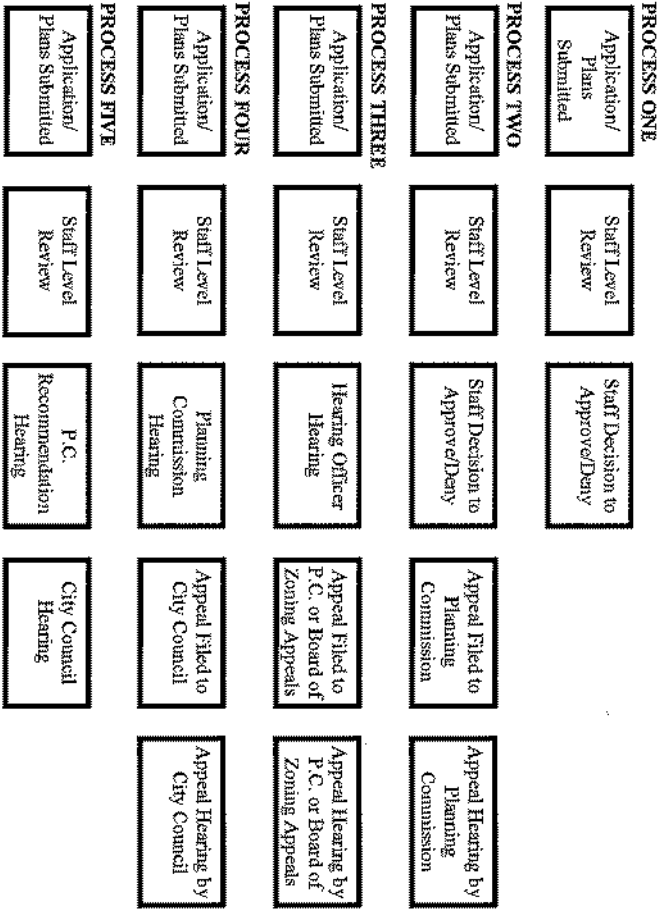 PROCESS ONE
Application/
Plans
Submitted
Staff Level
Review
Staff Decision to
Approve/Deny
PROCESS TWO
Application/
Plans Submitted
Staff Level
Review
Staff Decision to
Approve/Deny
Appeal Filed to
Planning
Commission
Appeal Hearing by
Planning
Commission
PROCESS THREE
Application/
Plans Submitted
Staff Level
Review
Hearing Officer
Hearing
Appeal Filed to
P.C. or Board of
Zoning Appeals
Appeal Hearing by
P.C. or Board of
Zoning Appeals
PROCESS FOUR
Application/
Plans Submitted
Staff Level
Review
Planning
Commission
Hearing
Appeal Filed to
City Council
Appeal Hearing by
City Council
PROCESS FIVE
Application/
Plans Submitted
Staff Level
Review
P.C.
Recommendation
Hearing
City Council
Hearing